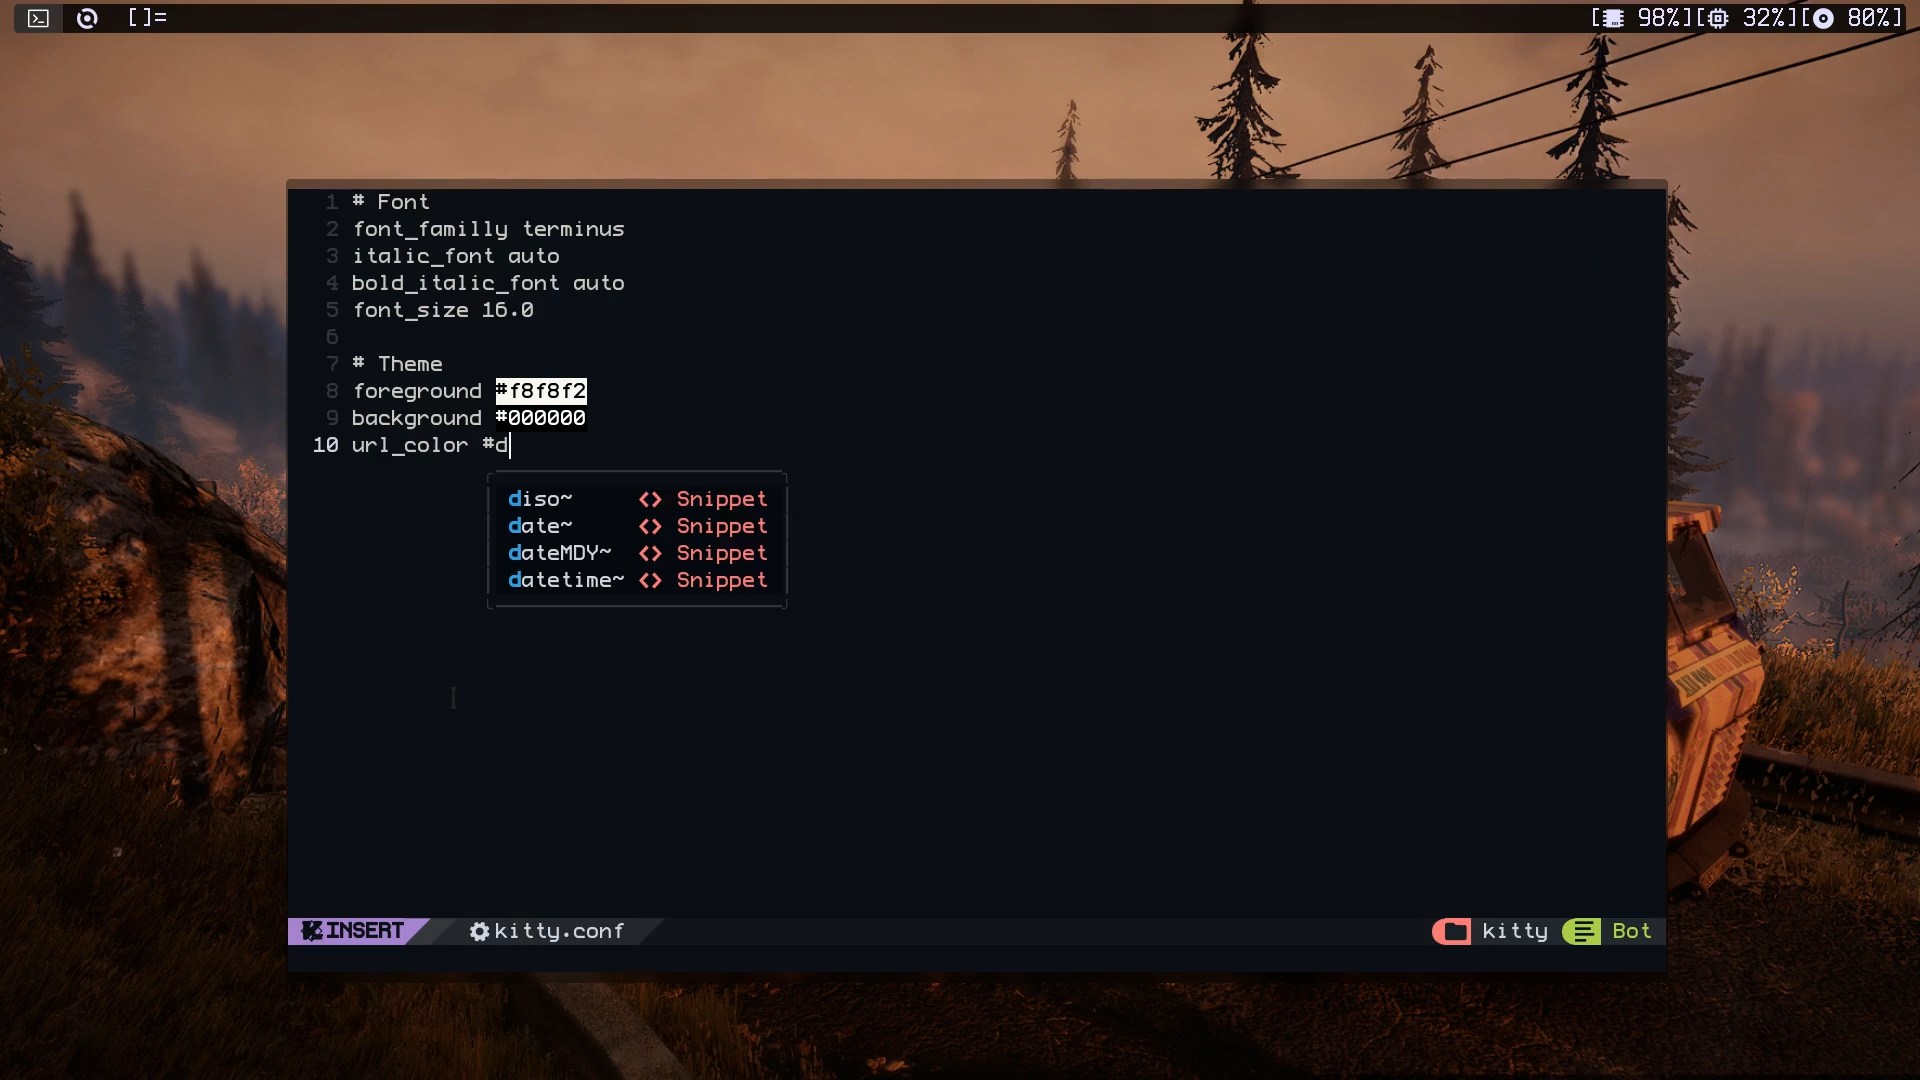 []= [ 98%][ 32%][ 80%]
1 # Font
2 font_familly terminus
3 italic_font auto
4 bold_italic_font auto
5 font_size 16.0
6
7 # Theme
8 foreground #f8f8f2
9 background #000000
10 url_color #d
diso~ <> Snippet
date~ <> Snippet
dateMDY~ <> Snippet
datetime~ <> Snippet
INSERT kitty.conf kitty Bot